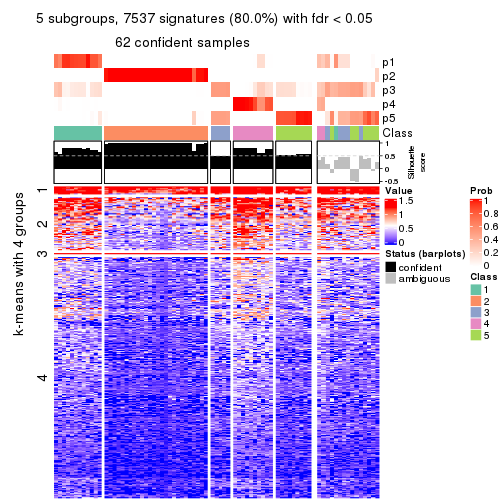 5 subgroups, 7537 signatures (80.0%) with fdr < 0.05
62 confident samples
p1
p2
p3
p4
p5
Class
1
0.5
0
-0.5
Silhouette
score
k-means with 4 groups
1
2
3
4
Value
1.5
1
0.5
0
Status (barplots)
confident
ambiguous
Prob
1
0.8
0.6
0.4
0.2
0
Class
1
2
3
4
5